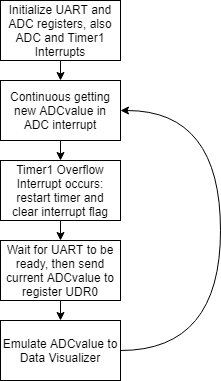 Initialize UART and
ADC registers, also
ADC and Timer1
Interrupts
Continuous getting
new ADCvalue in
ADC interrupt
Timer1 Overflow
Interrupt occurs:
restart timer and
clear interrupt flag
Wait for UART to be
ready, then send
current ADCvalue to
register UDR0
Emulate ADCvalue to
Data Visualizer